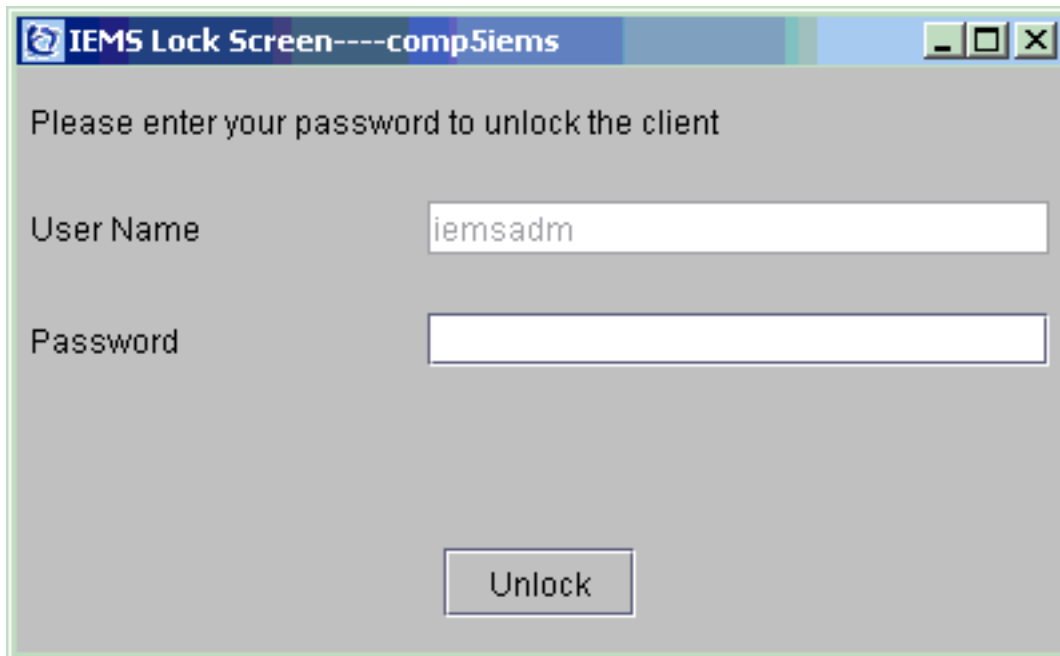 IEMS Lock Screen----comp5iems
Please enter your password to unlock the client
User Name iemsadm
Password
Unlock